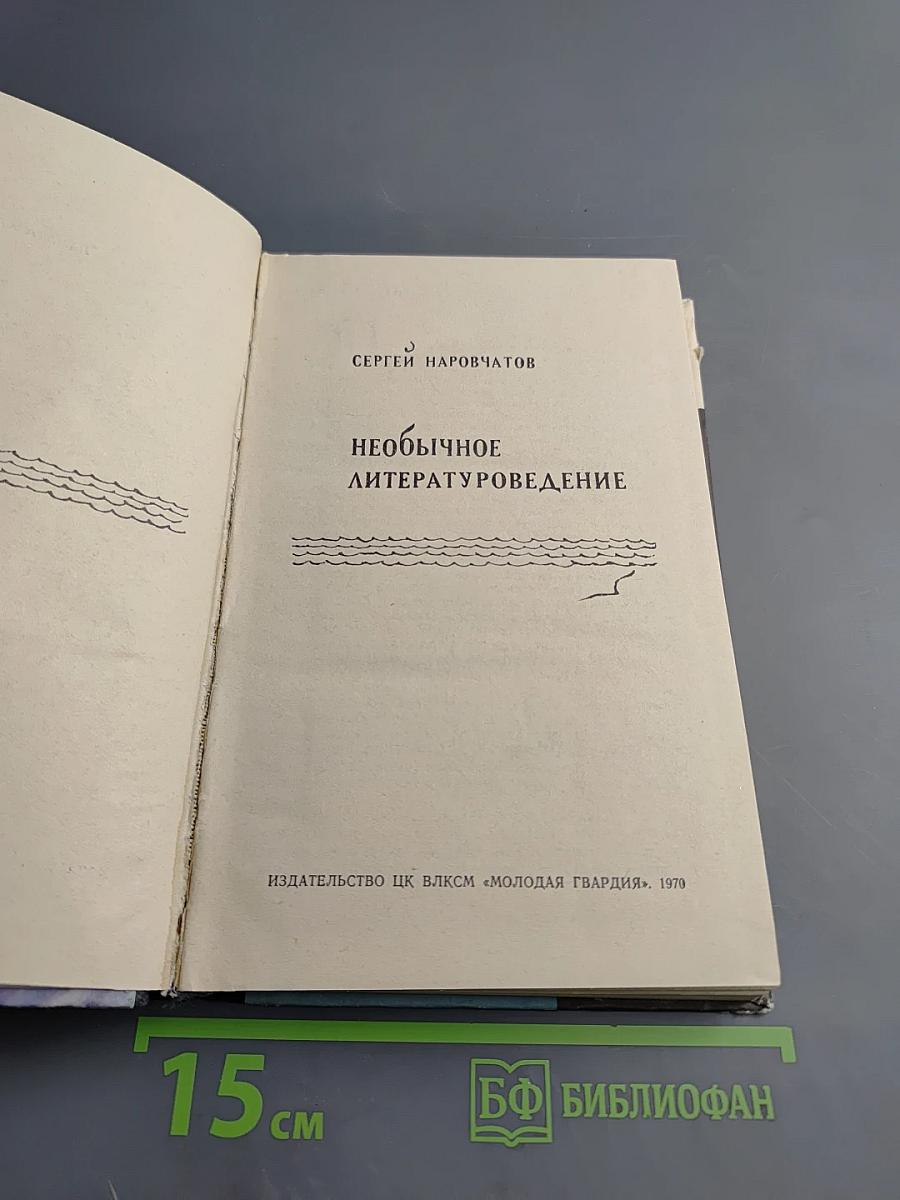 СЕРГЕЙ НАРОВЧАТОВ
НЕОБЫЧНОЕ
ЛИТЕРАТУРОВЕДЕНИЕ
ИЗДАТЕЛЬСТВО ЦК ВЛКСМ «МОЛОДАЯ ГВАРДИЯ». 1970
15 см
БФ БИБЛИОФАН